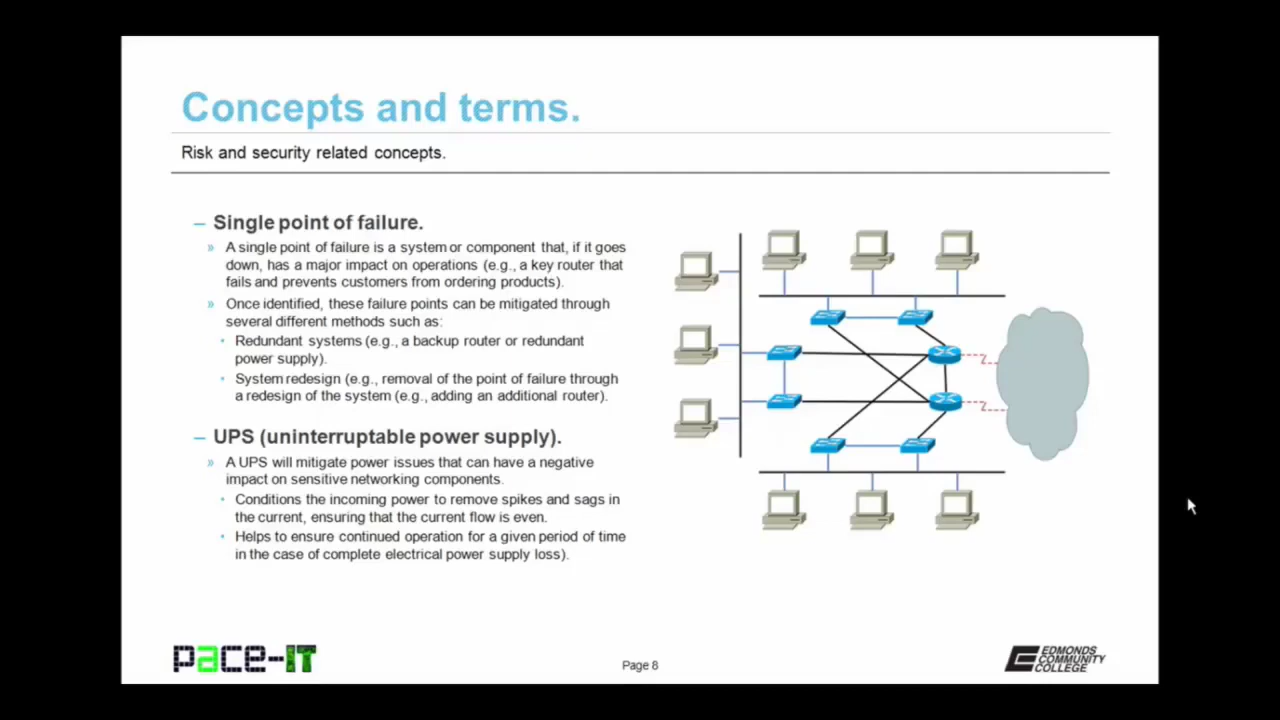 Concepts and terms.
Risk and security related concepts.
– Single point of failure.
» A single point of failure is a system or component that, if it goes
down, has a major impact on operations (e.g., a key router that
fails and prevents customers from ordering products).
» Once identified, these failure points can be mitigated through
several different methods such as:
• Redundant systems (e.g., a backup router or redundant
power supply).
• System redesign (e.g., removal of the point of failure through
a redesign of the system (e.g., adding an additional router).
– UPS (uninterruptable power supply).
» A UPS will mitigate power issues that can have a negative
impact on sensitive networking components.
• Conditions the incoming power to remove spikes and sags in
the current, ensuring that the current flow is even.
• Helps to ensure continued operation for a given period of time
in the case of complete electrical power supply loss).
pace-IT
Page 8
EDMONDS
COMMUNITY
COLLEGE